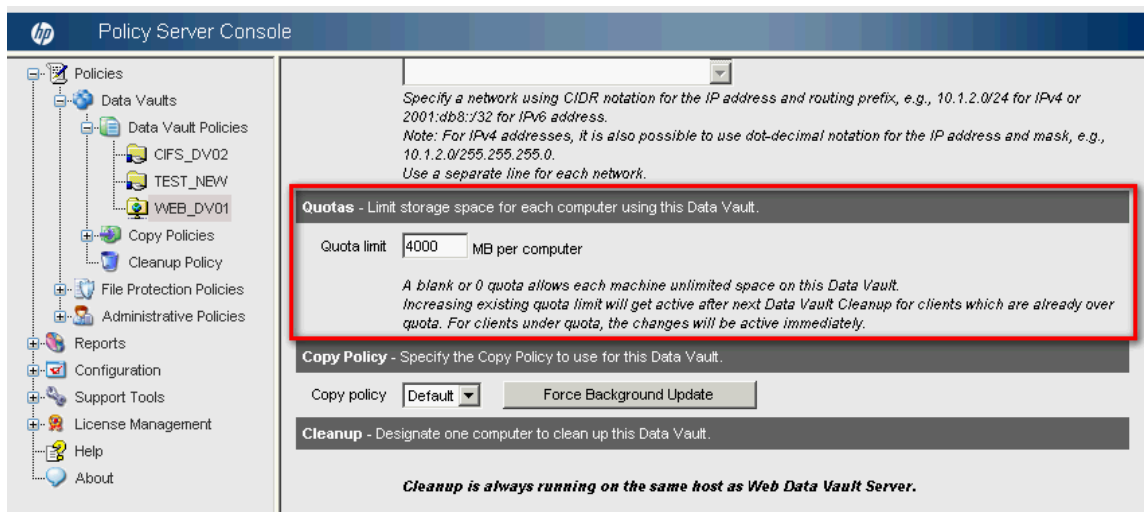 hp
Policy Server Console
Policies
Data Vaults
Data Vault Policies
CIFS_DV02
TEST_NEW
WEB_DV01
Copy Policies
Cleanup Policy
File Protection Policies
Administrative Policies
Reports
Configuration
Support Tools
License Management
Help
About
Specify a network using CIDR notation for the IP address and routing prefix, e.g., 10.1.2.0/24 for IPv4 or
2001:db8::/32 for IPv6 address.
Note: For IPv4 addresses, it is also possible to use dot-decimal notation for the IP address and mask, e.g.,
10.1.2.0/255.255.255.0.
Use a separate line for each network.
Quotas - Limit storage space for each computer using this Data Vault.
Quota limit 4000 MB per computer
A blank or 0 quota allows each machine unlimited space on this Data Vault.
Increasing existing quota limit will get active after next Data Vault Cleanup for clients which are already over
quota. For clients under quota, the changes will be active immediately.
Copy Policy - Specify the Copy Policy to use for this Data Vault.
Copy policy Default Force Background Update
Cleanup - Designate one computer to clean up this Data Vault.
Cleanup is always running on the same host as Web Data Vault Server.